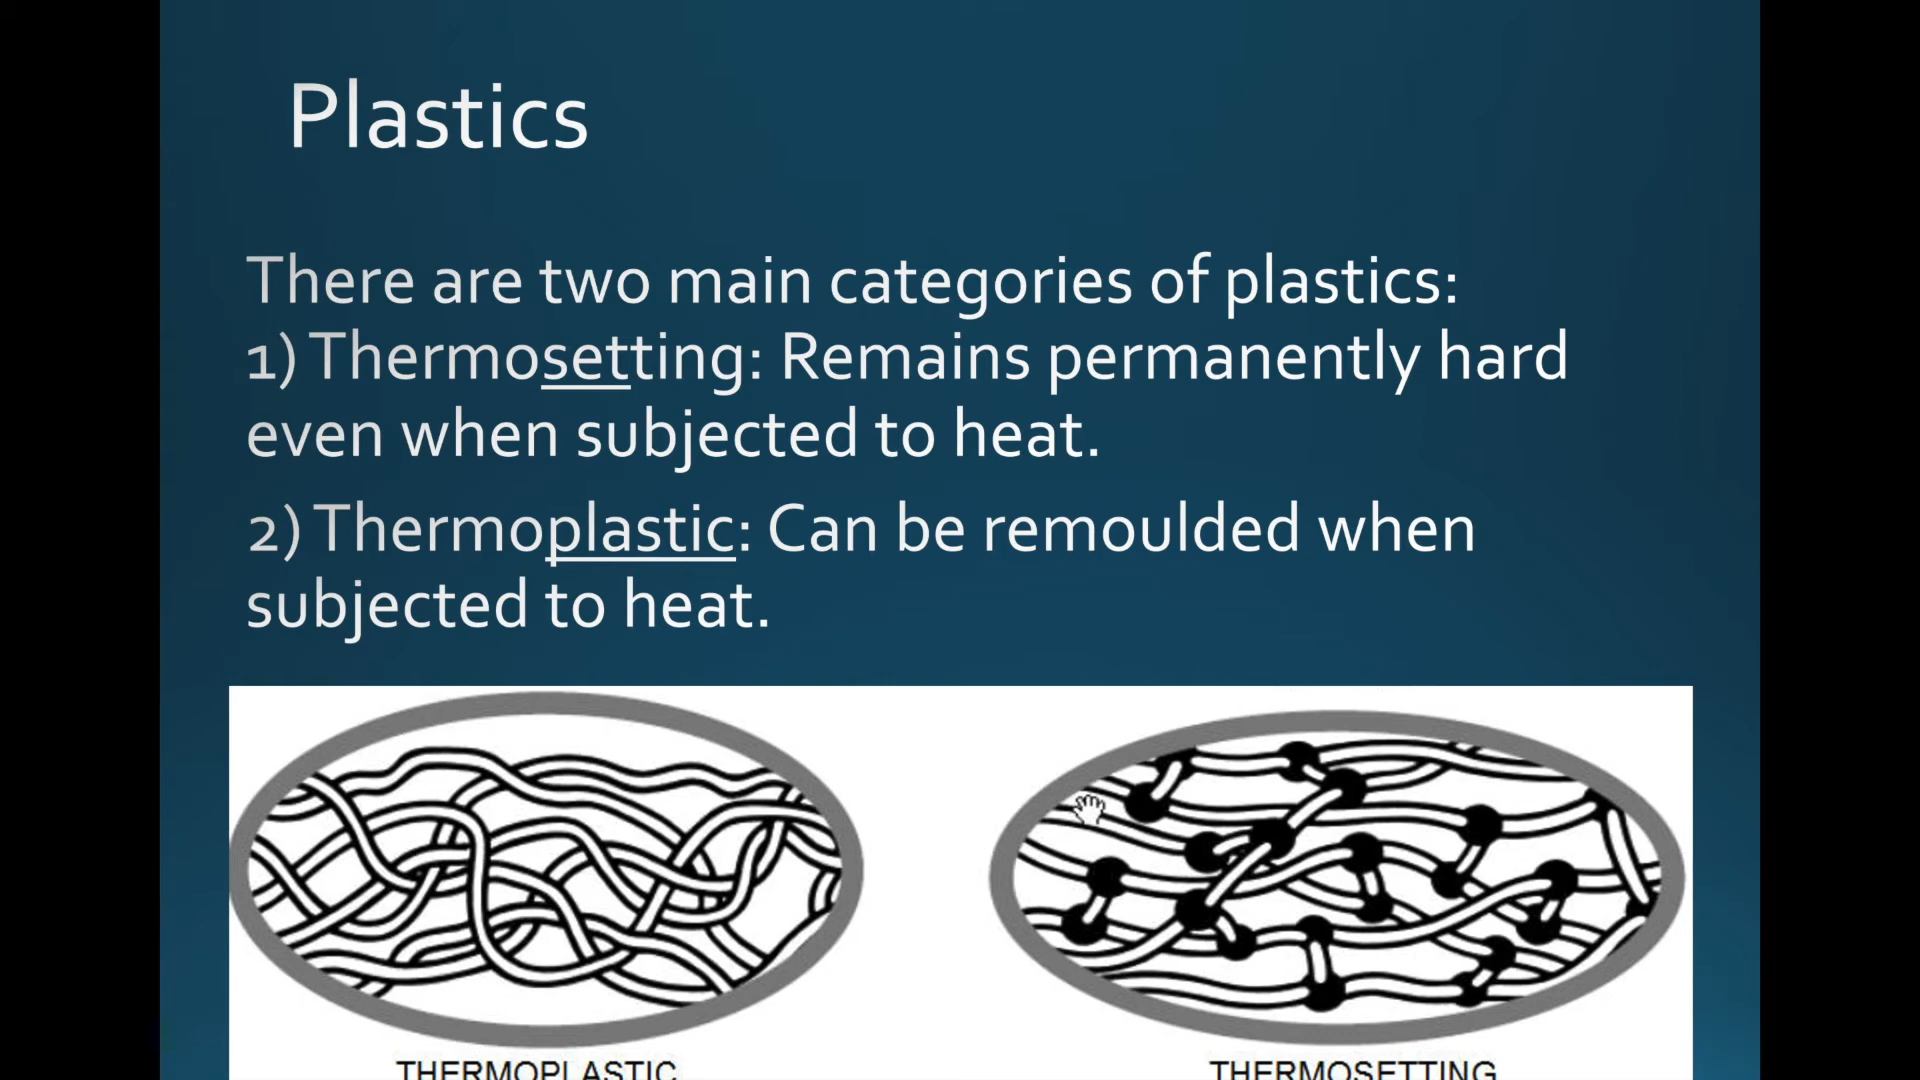 Plastics
There are two main categories of plastics:
1) Thermosetting: Remains permanently hard
even when subjected to heat.
2) Thermoplastic: Can be remoulded when
subjected to heat.
THERMOPLASTIC
THERMOSETTING